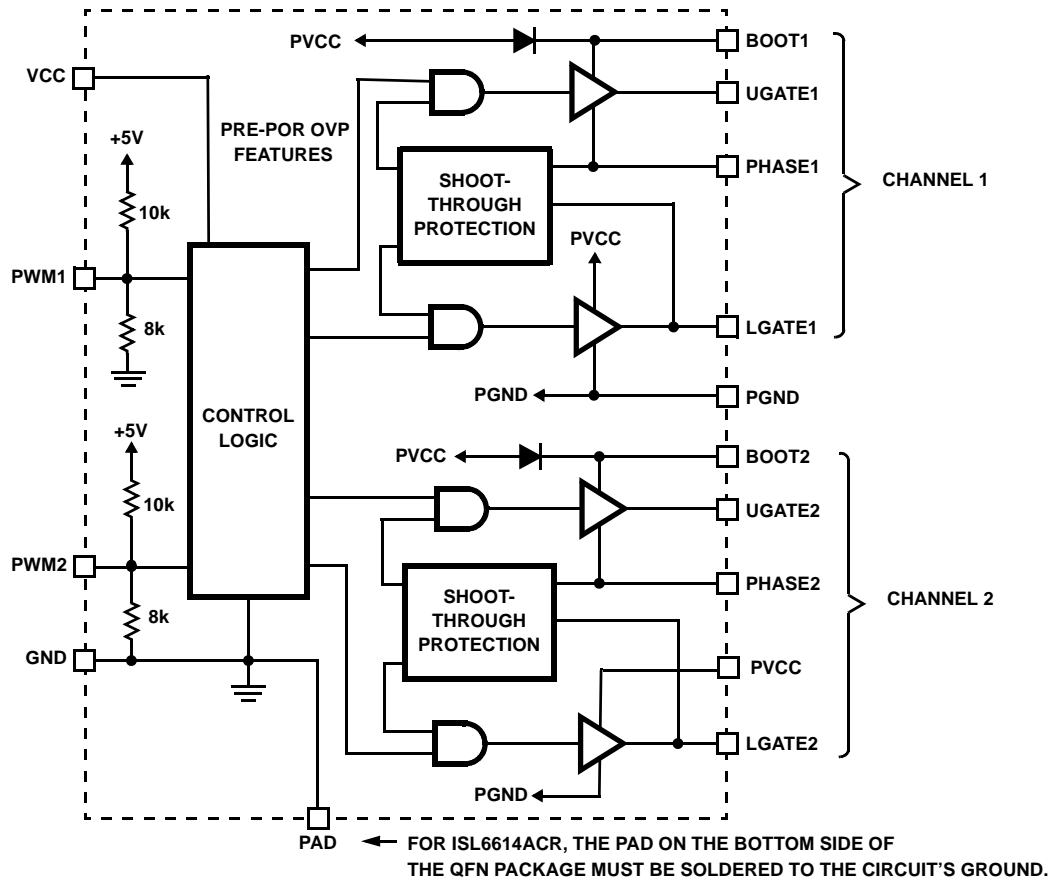 PVCC
BOOT1
VCC
UGATE1
+5V
PRE-POR OVP
FEATURES
10k
SHOOT-
THROUGH
PROTECTION
PHASE1
CHANNEL 1
PVCC
PWM1
8k
LGATE1
PGND
PGND
CONTROL
LOGIC
+5V
PVCC
BOOT2
10k
UGATE2
PWM2
SHOOT-
THROUGH
PROTECTION
PHASE2
CHANNEL 2
8k
GND
PVCC
LGATE2
PGND
PAD
FOR ISL6614ACR, THE PAD ON THE BOTTOM SIDE OF
THE QFN PACKAGE MUST BE SOLDERED TO THE CIRCUIT'S GROUND.